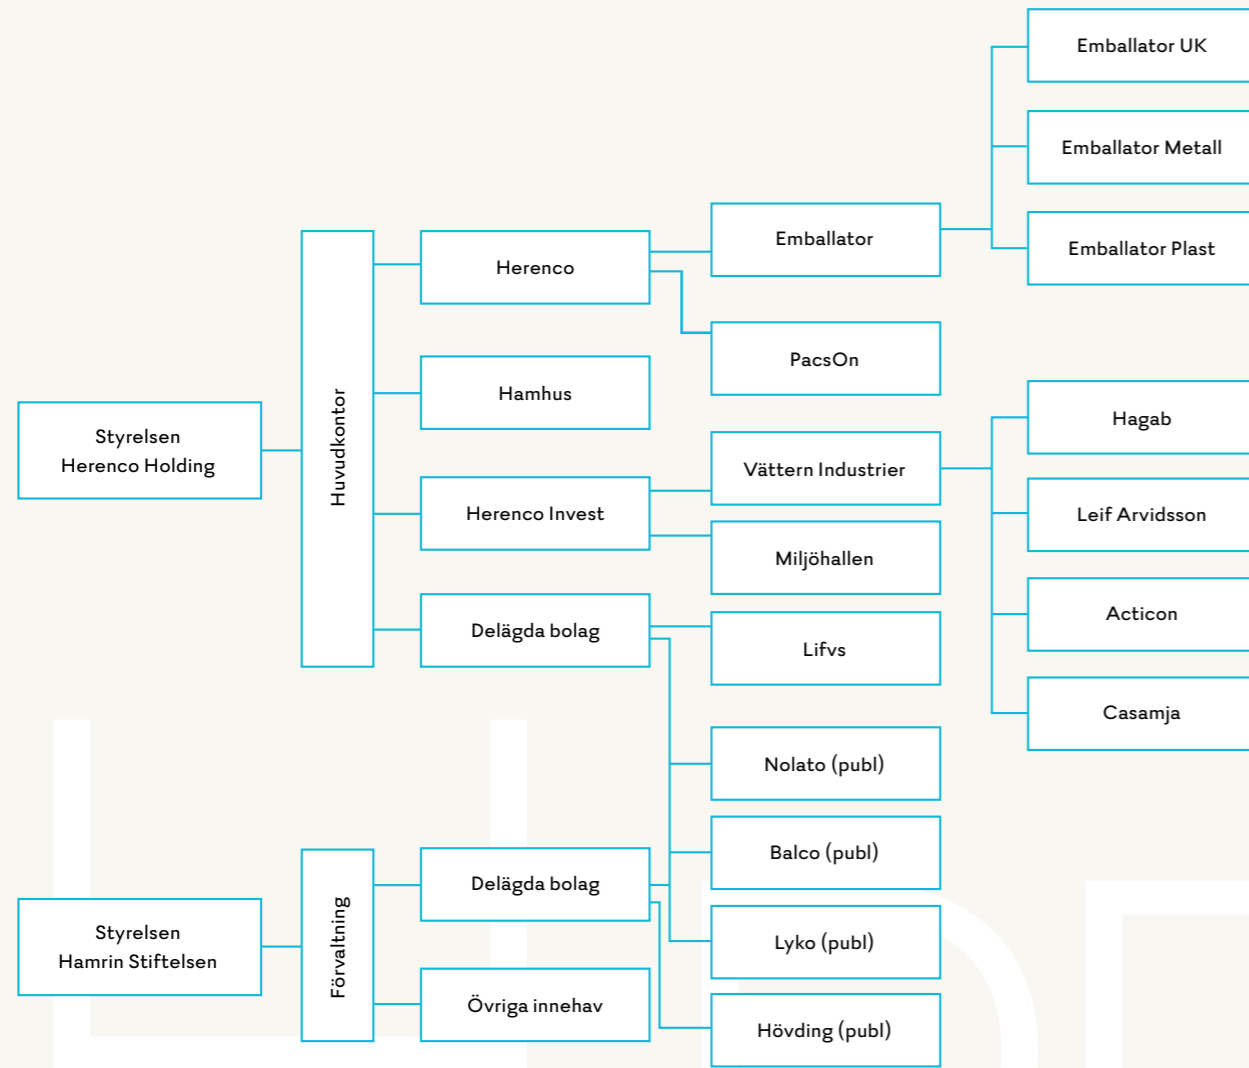 Styrelsen
Herenco Holding
Huvudkontor
Herenco
Hamhus
Herenco Invest
Delägda bolag
Emballator
PacsOn
Vättern Industrier
Miljöhallen
Lifvs
Nolato (publ)
Balco (publ)
Lyko (publ)
Hövding (publ)
Emballator UK
Emballator Metall
Emballator Plast
Hagab
Leif Arvidsson
Acticon
Casamja
Styrelsen
Hamrin Stiftelsen
Förvaltning
Delägda bolag
Övriga innehav